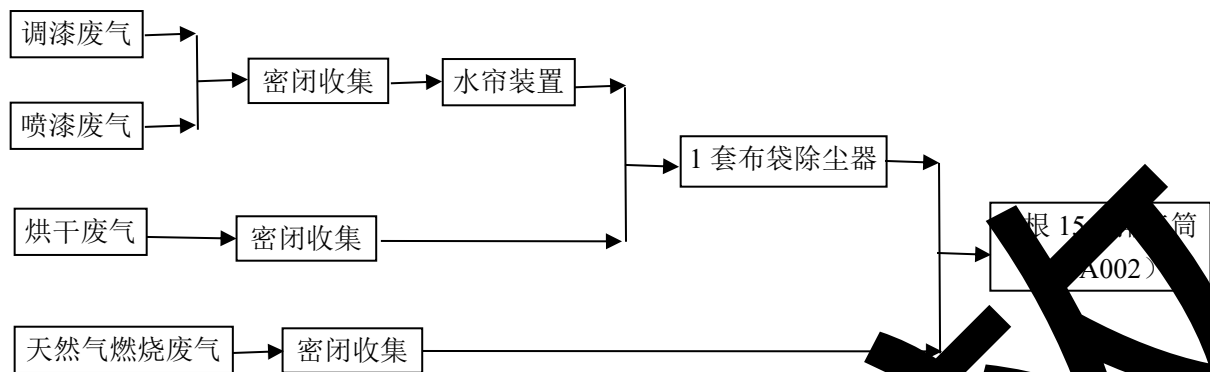 调漆废气
密闭收集
水帘装置
喷漆废气
1 套布袋除尘器
烘干废气
密闭收集
根 15
筒
A002）
天然气燃烧废气
密闭收集